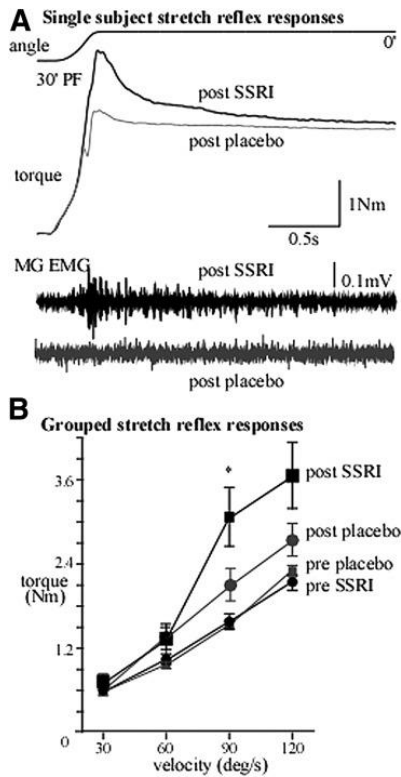 A Single subject stretch reflex responses
angle
0'
30' PF
post SSRI
post placebo
torque
1Nm
0.5s
MG EMG
post SSRI
0.1mV
post placebo
B Grouped stretch reflex responses
*
post SSRI
3.6
post placebo
2.4
torque
(Nm)
pre placebo
pre SSRI
1.2
0
30 60 90 120
velocity (deg/s)